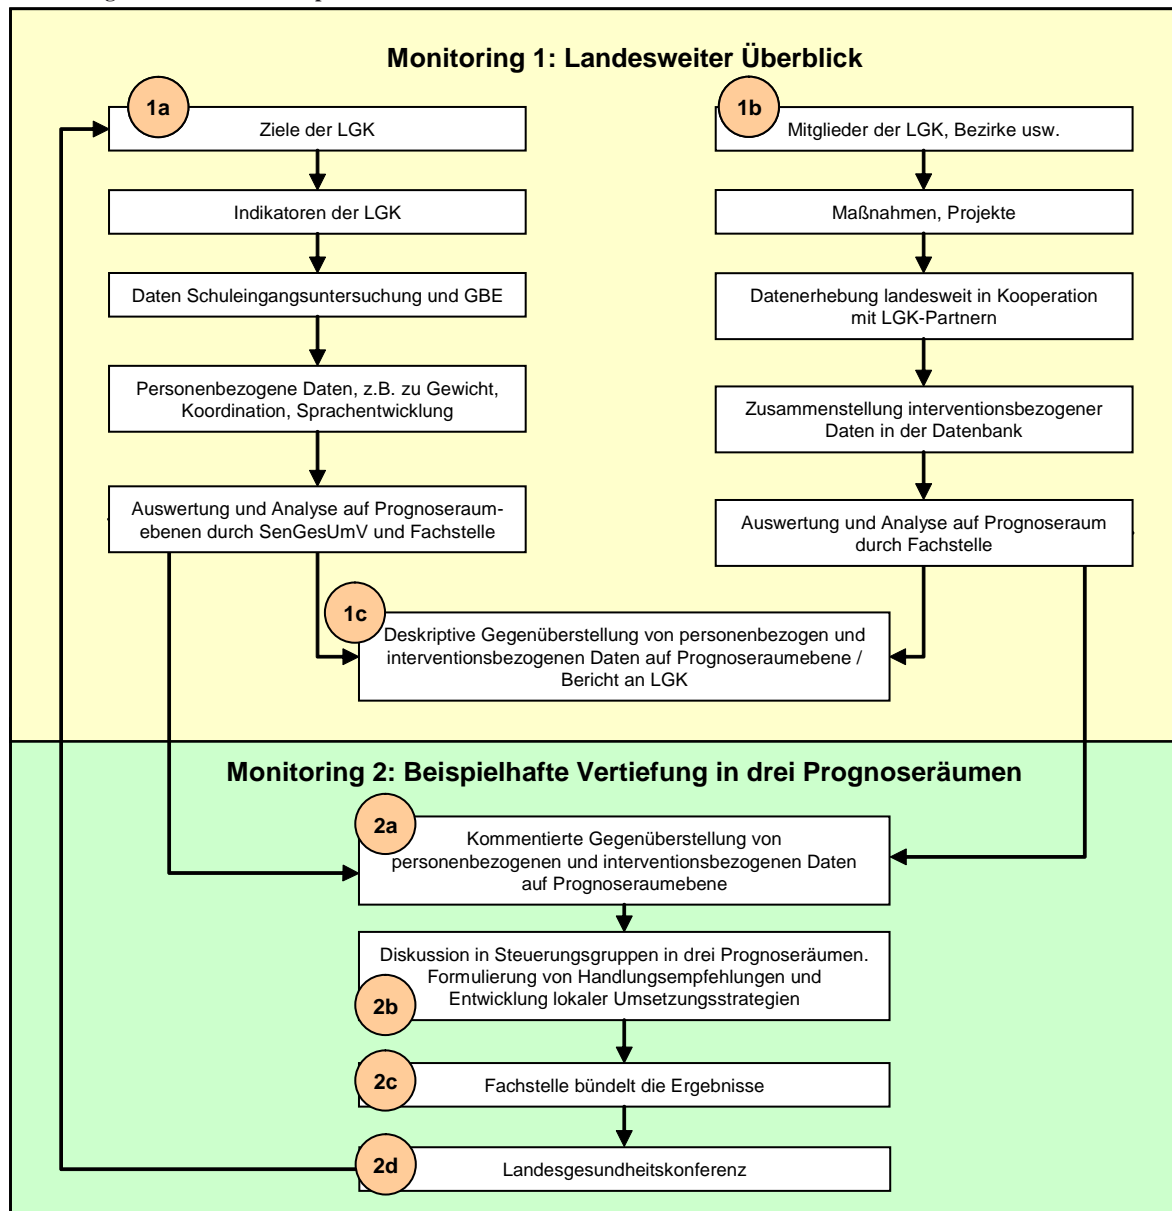 Monitoring 1: Landesweiter Überblick
1a
Ziele der LGK
Indikatoren der LGK
Daten Schuleingangsuntersuchung und GBE
Personenbezogene Daten, z.B. zu Gewicht,
Koordination, Sprachentwicklung
Auswertung und Analyse auf Prognoseraum-
ebenen durch SenGesUmV und Fachstelle
1b
Mitglieder der LGK, Bezirke usw.
Maßnahmen, Projekte
Datenerhebung landesweit in Kooperation
mit LGK-Partnern
Zusammenstellung interventionsbezogener
Daten in der Datenbank
Auswertung und Analyse auf Prognoseraum
durch Fachstelle
1c
Deskriptive Gegenüberstellung von personenbezogen und
interventionsbezogenen Daten auf Prognoseraumebene /
Bericht an LGK
Monitoring 2: Beispielhafte Vertiefung in drei Prognoseräumen
2a
Kommentierte Gegenüberstellung von
personenbezogenen und interventionsbezogenen Daten
auf Prognoseraumebene
Diskussion in Steuerungsgruppen in drei Prognoseräumen.
Formulierung von Handlungsempfehlungen und
Entwicklung lokaler Umsetzungsstrategien
2b
2c
Fachstelle bündelt die Ergebnisse
2d
Landesgesundheitskonferenz